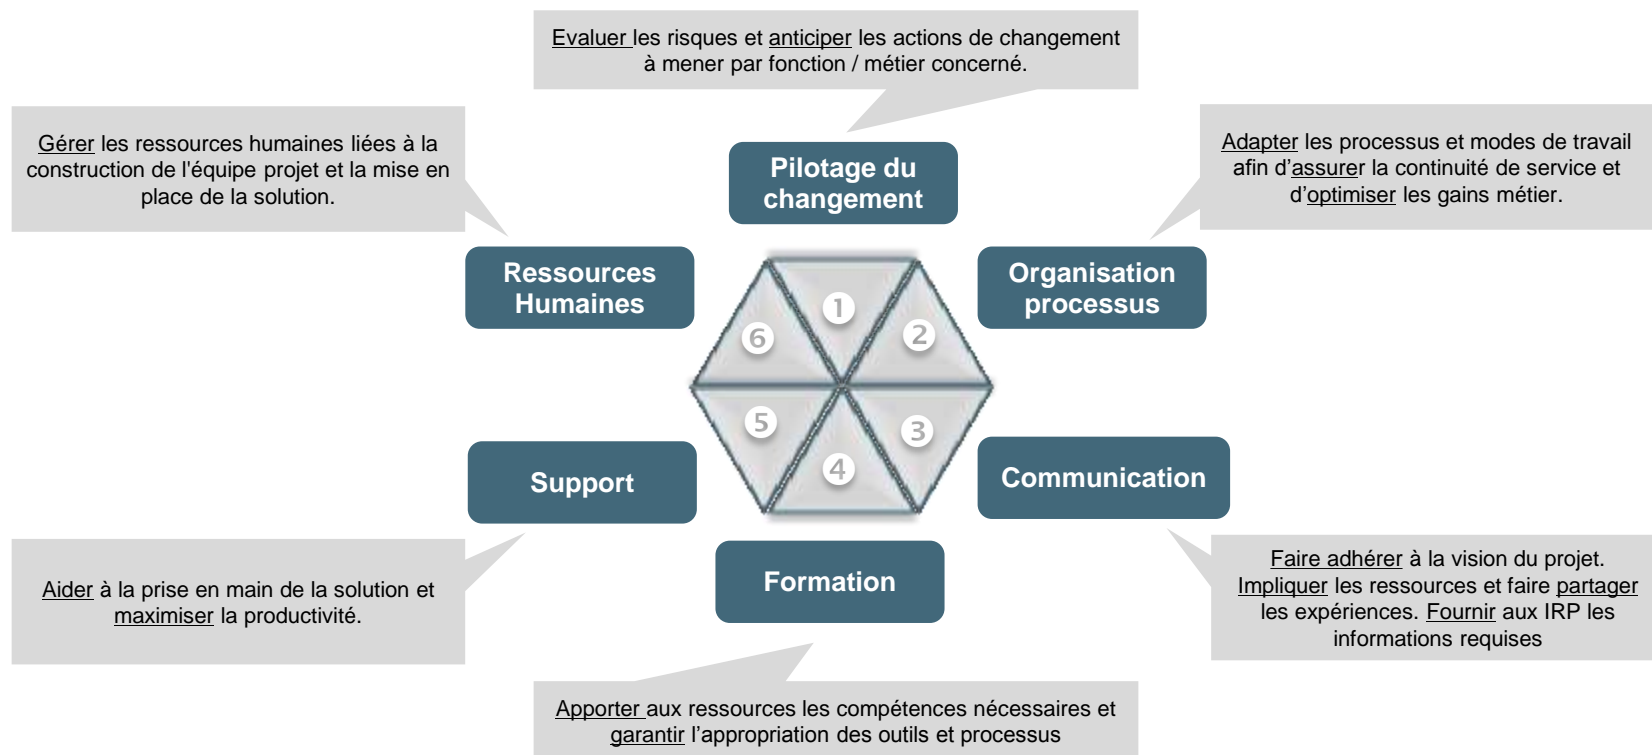 Evaluer les risques et anticiper les actions de changement
à mener par fonction / métier concerné.
Gérer les ressources humaines liées à la
construction de l'équipe projet et la mise en
place de la solution.
Adapter les processus et modes de travail
afin d’assurer la continuité de service et
d’optimiser les gains métier.
Pilotage du
changement
Ressources
Humaines
Organisation
processus
1
6
2
5
3
4
Support
Communication
Formation
Aider à la prise en main de la solution et
maximiser la productivité.
Faire adhérer à la vision du projet.
Impliquer les ressources et faire partager
les expériences. Fournir aux IRP les
informations requises
Apporter aux ressources les compétences nécessaires et
garantir l’appropriation des outils et processus